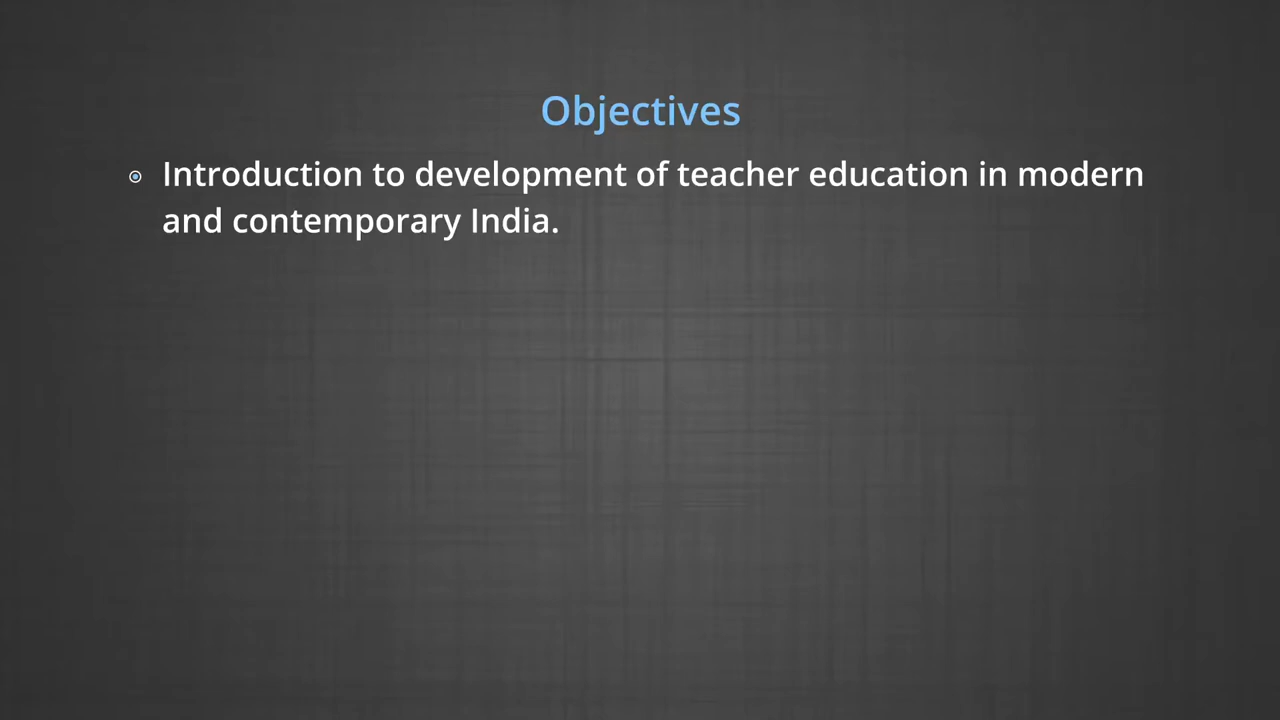 Objectives
Introduction to development of teacher education in modern
and contemporary India.